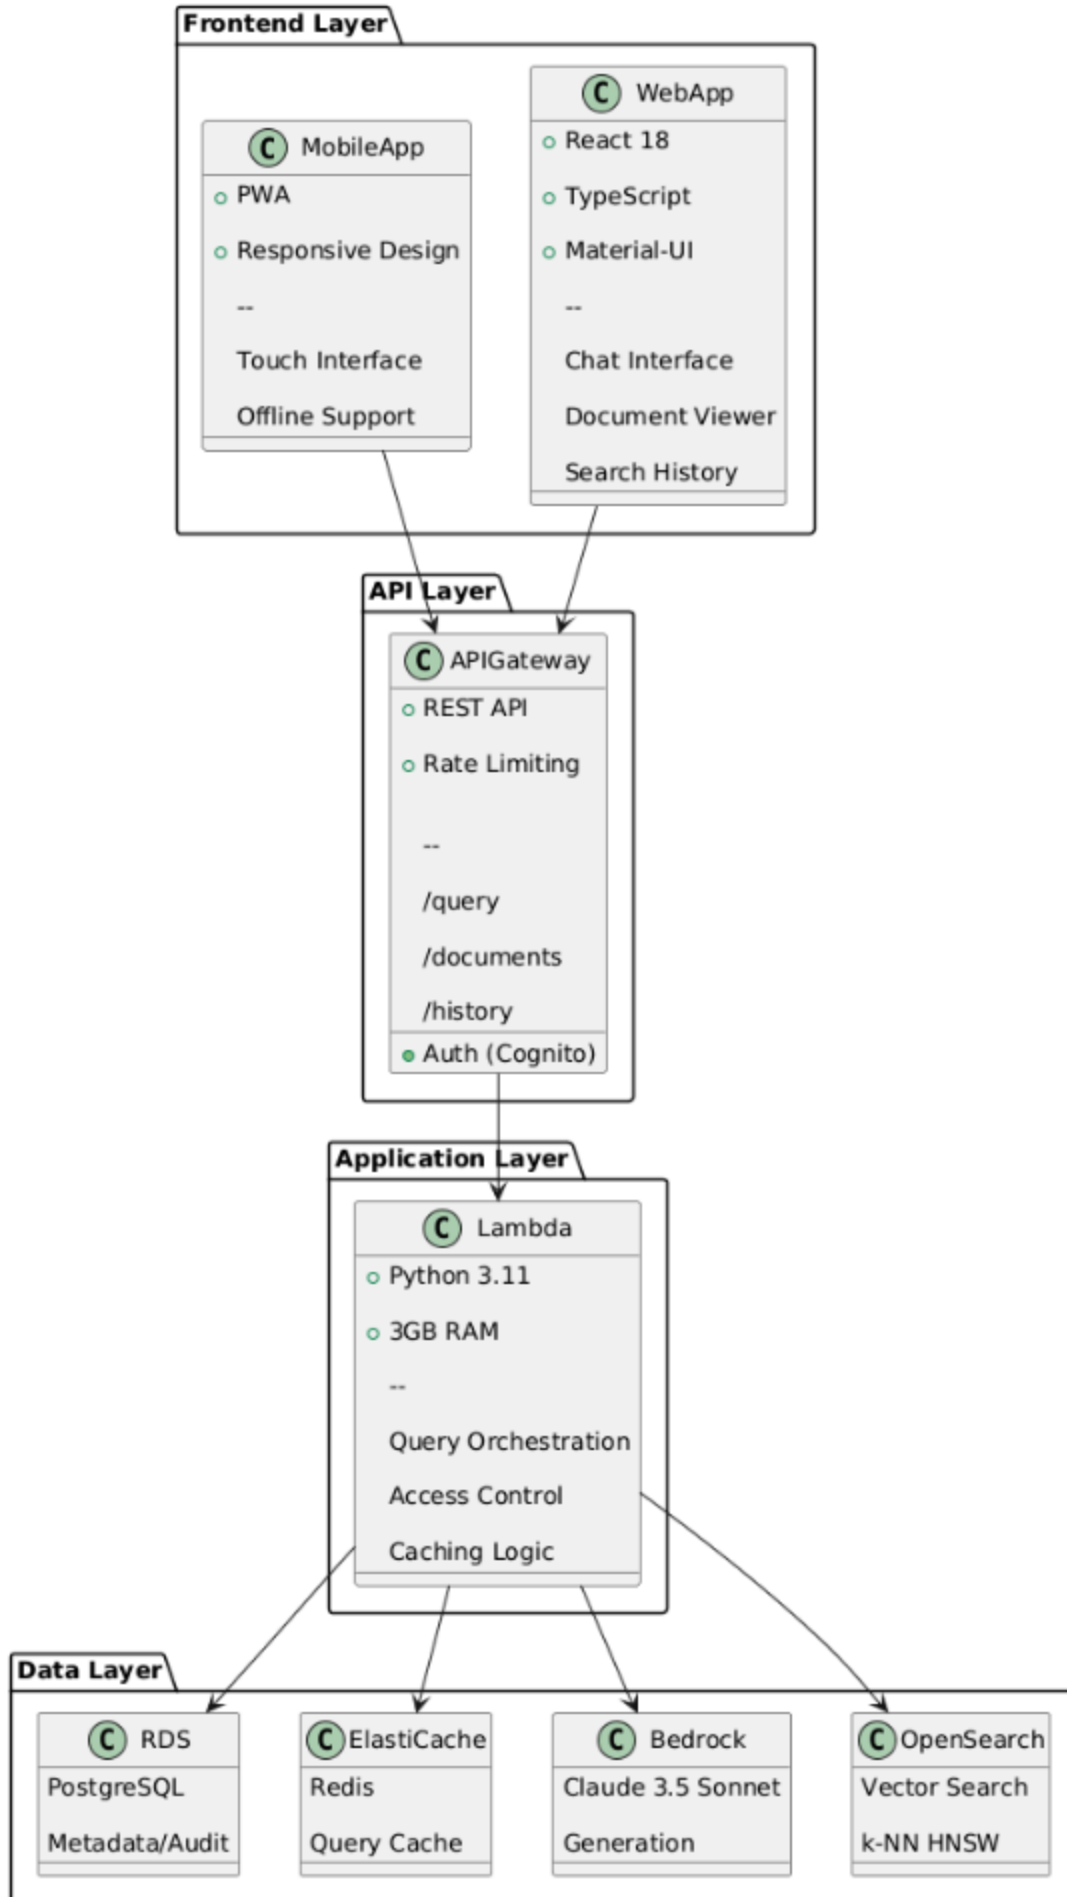 Frontend Layer
C MobileApp
PWA
Responsive Design
--
Touch Interface
Offline Support
C WebApp
React 18
TypeScript
Material-UI
--
Chat Interface
Document Viewer
Search History
API Layer
C APIGateway
REST API
Rate Limiting
--
/query
/documents
/history
Auth (Cognito)
Application Layer
C Lambda
Python 3.11
3GB RAM
--
Query Orchestration
Access Control
Caching Logic
Data Layer
C RDS
PostgreSQL
Metadata/Audit
C ElastiCache
Redis
Query Cache
C Bedrock
Claude 3.5 Sonnet
Generation
C OpenSearch
Vector Search
k-NN HNSW